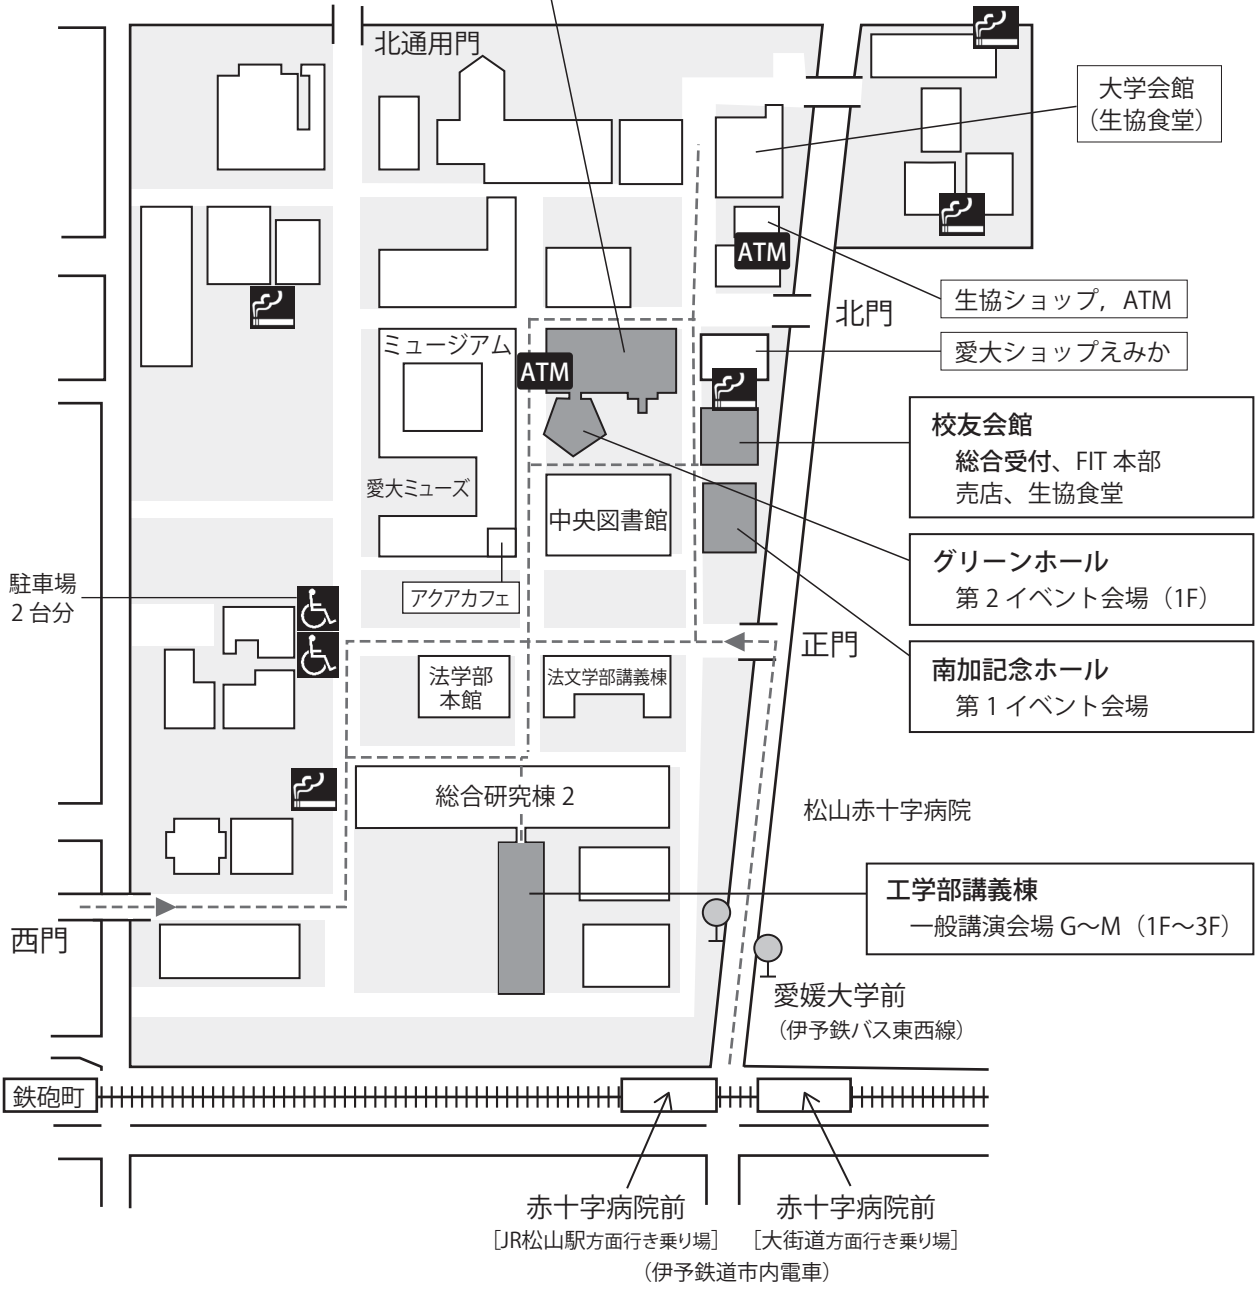 北通用門
大学会館
（生協食堂）
ATM
生協ショップ，ATM
北門
愛大ショップえみか
ミュージアム
ATM
校友会館
総合受付、FIT 本部
売店、生協食堂
愛大ミューズ
中央図書館
グリーンホール
第 2 イベント会場（1F）
駐車場
2 台分
アクアカフェ
正門
南加記念ホール
第 1 イベント会場
法学部
本館
法文学部講義棟
総合研究棟 2
松山赤十字病院
工学部講義棟
一般講演会場 G～M（1F～3F）
西門
愛媛大学前
（伊予鉄バス東西線）
鉄砲町
赤十字病院前
［JR松山駅方面行き乗り場］
赤十字病院前
［大街道方面行き乗り場］
（伊予鉄道市内電車）